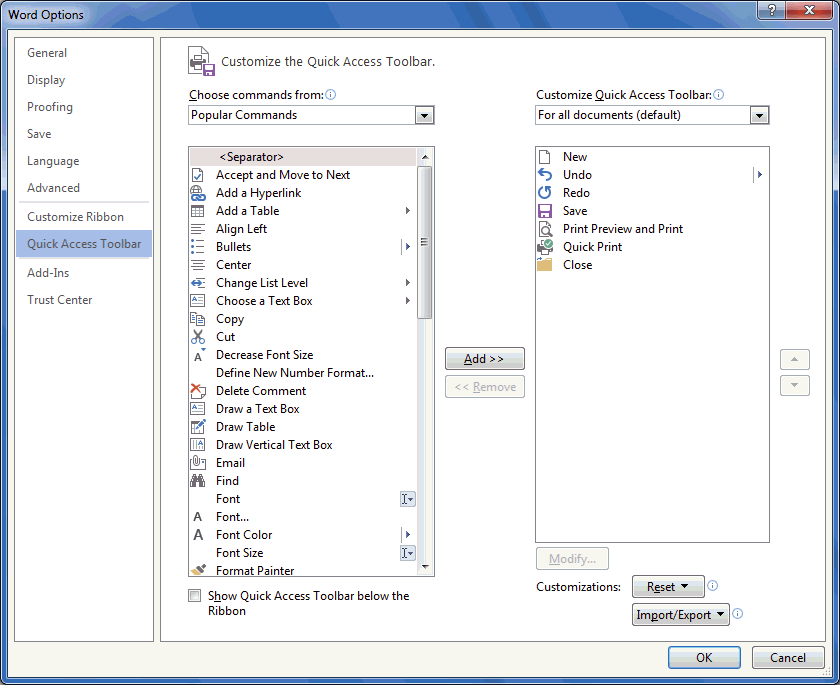 Word Options
?
General
Display
Proofing
Save
Language
Advanced
Customize Ribbon
Quick Access Toolbar
Add-Ins
Trust Center
Customize the Quick Access Toolbar.
Choose commands from:
Popular Commands
<Separator>
Accept and Move to Next
Add a Hyperlink
Add a Table
Align Left
Bullets
Center
Change List Level
Choose a Text Box
Copy
Cut
Decrease Font Size
Define New Number Format...
Delete Comment
Draw a Text Box
Draw Table
Draw Vertical Text Box
Email
Find
Font
Font...
Font Color
Font Size
Format Painter
Show Quick Access Toolbar below the
Ribbon
Add >>
<< Remove
Customize Quick Access Toolbar:
For all documents (default)
New
Undo
Redo
Save
Print Preview and Print
Quick Print
Close
Modify...
Customizations:
Reset
Import/Export
OK
Cancel